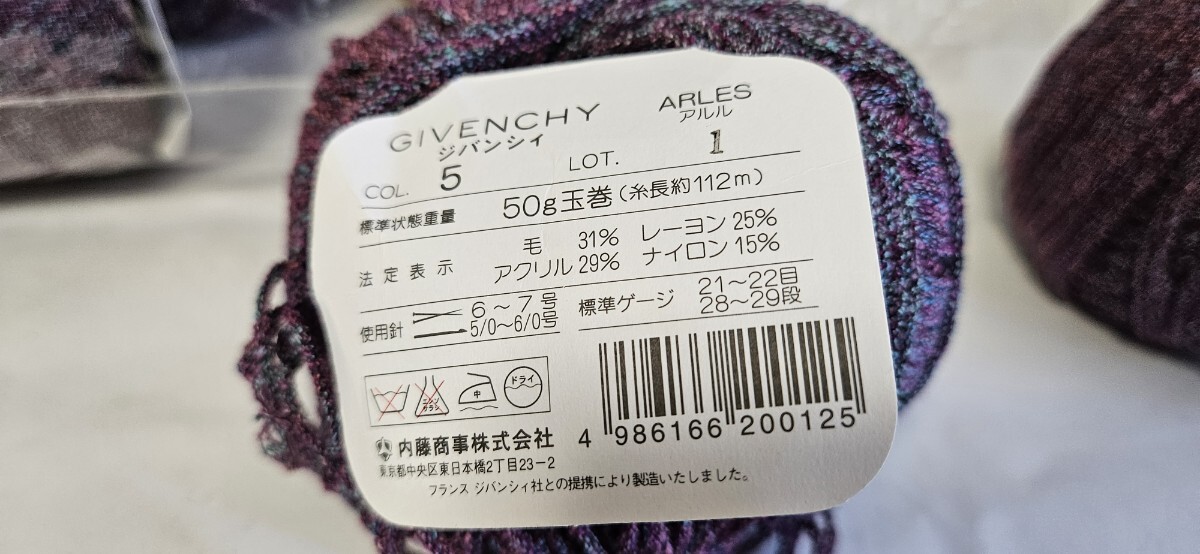 GIVENCHY ARLES
ジバンシィ アルル
COL. 5 LOT. 1
標準状態重量 50g玉巻(糸長約112m)
法定表示 毛 31% レーヨン 25%
アクリル 29% ナイロン 15%
使用針 6〜7号 標準ゲージ 21〜22目
5/0〜6/0号 28〜29段
エンソ サラシ 中 ドライ
内藤商事株式会社
東京都中央区東日本橋2丁目23-2
フランス ジバンシィ社との提携により製造いたしました。
4 986166 200125